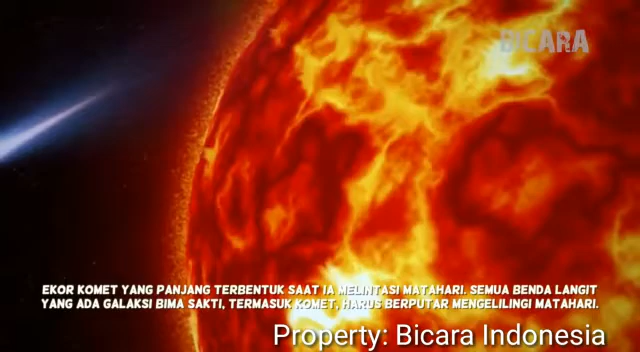 BICARA
EKOR KOMET YANG PANJANG TERBENTUK SAAT IA MELINTASI MATAHARI. SEMUA BENDA LANGIT
YANG ADA GALAKSI BIMA SAKTI, TERMASUK KOMET, HARUS BERPUTAR MENGELILINGI MATAHARI.
Property: Bicara Indonesia